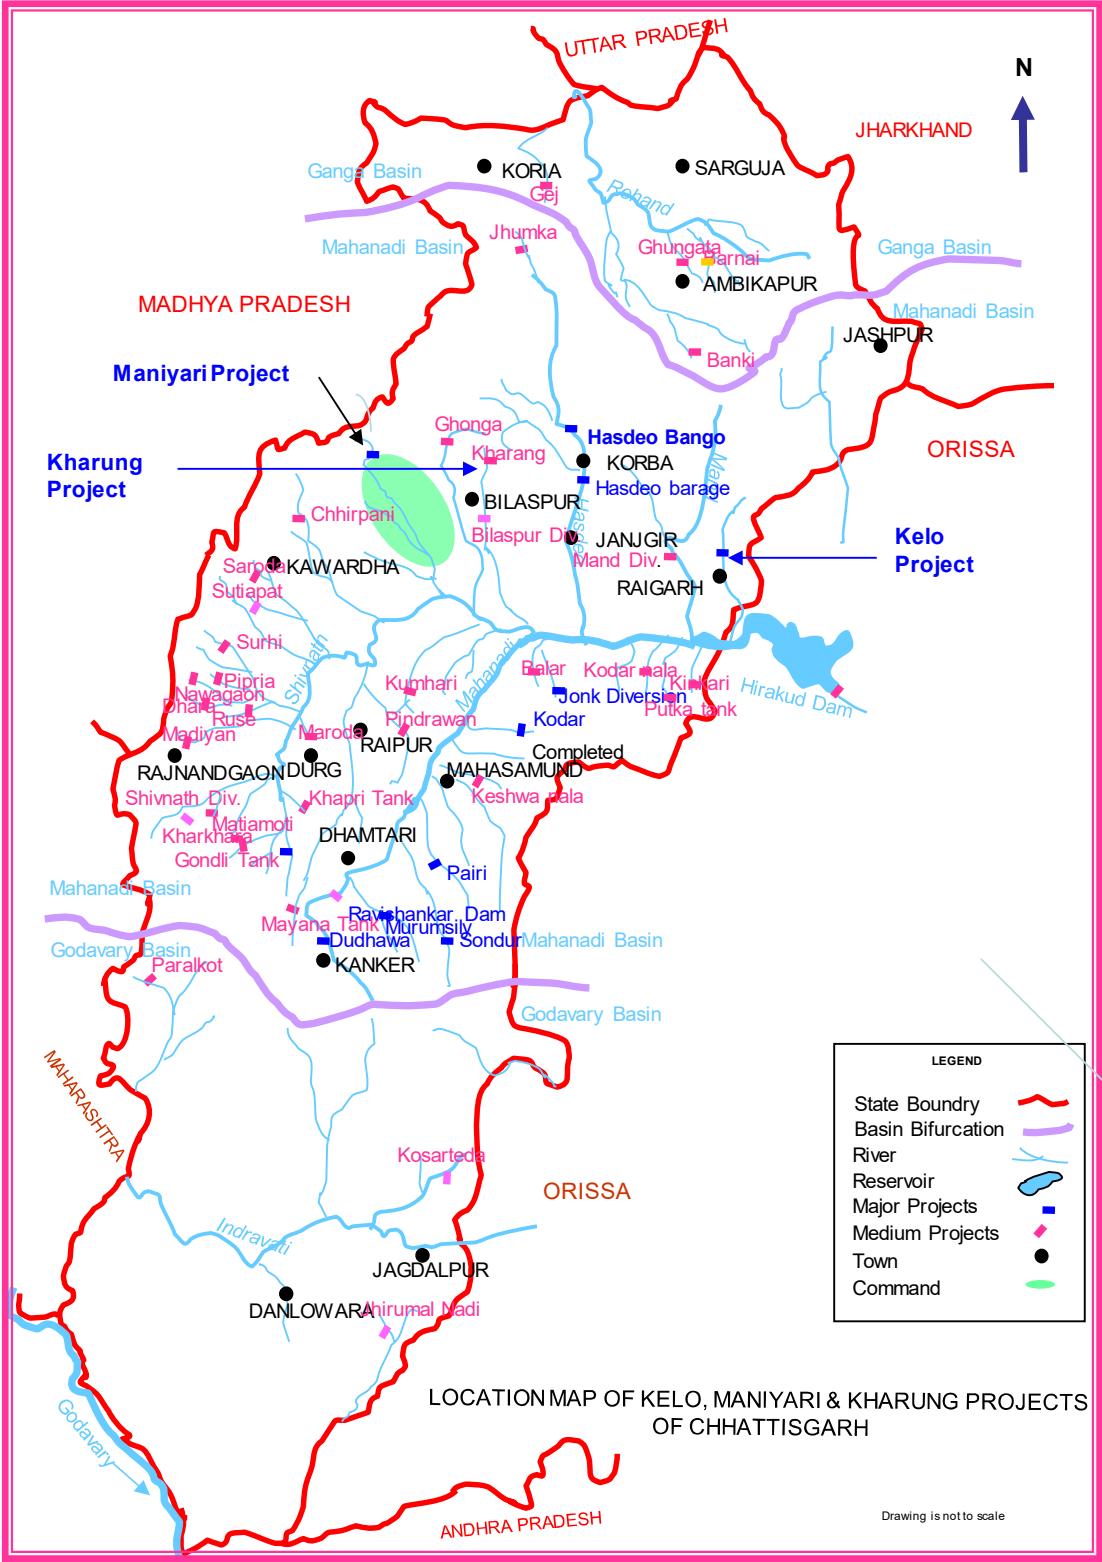 UTTAR PRADESH
N
JHARKHAND
Ganga Basin
KORIA
SARGUJA
Gej
Rehand
Mahanadi Basin
Jhumka
Ghungata
Barnai
Ganga Basin
AMBIKAPUR
MADHYA PRADESH
Mahanadi Basin
JASHPUR
Banki
Maniyari Project
Ghonga
Hasdeo Bango
Kharang
KORBA
ORISSA
Kharung
Project
Mand
Hasdeo barage
BILASPUR
Chhirpani
Bilaspur Div.
Hasdeo
JANJGIR
Kelo
Project
Mand Div.
Saroda
KAWARDHA
Sutiapat
RAIGARH
Surhi
Shivnath
Mahanadi
Balar
Kodar nala
Pipria
Kumhari
Kinkari
Nawagaon
Jonk Diversion
Hirakud Dam
Dhara
Ruse
Putka tank
Pindrawan
Kodar
Madiyan
Maroda
RAIPUR
Completed
RAJNANDGAON
DURG
MAHASAMUND
Shivnath Div.
Khapri Tank
Keshwa nala
Matiamoti
Kharkhara
DHAMTARI
Gondli Tank
Pairi
Mahanadi Basin
Ravishankar Dam
Mayana Tank
Murumsily
Dudhawa
Sondur
Mahanadi Basin
Godavary Basin
Paralkot
KANKER
Godavary Basin
MAHARASHTRA
LEGEND
State Boundry
Basin Bifurcation
River
Reservoir
Major Projects
Medium Projects
Town
Command
Kosarteda
ORISSA
Indravati
JAGDALPUR
DANLOWARA
Jhirumal Nadi
LOCATION MAP OF KELO, MANIYARI & KHARUNG PROJECTS
OF CHHATTISGARH
Godavary
Drawing is not to scale
ANDHRA PRADESH